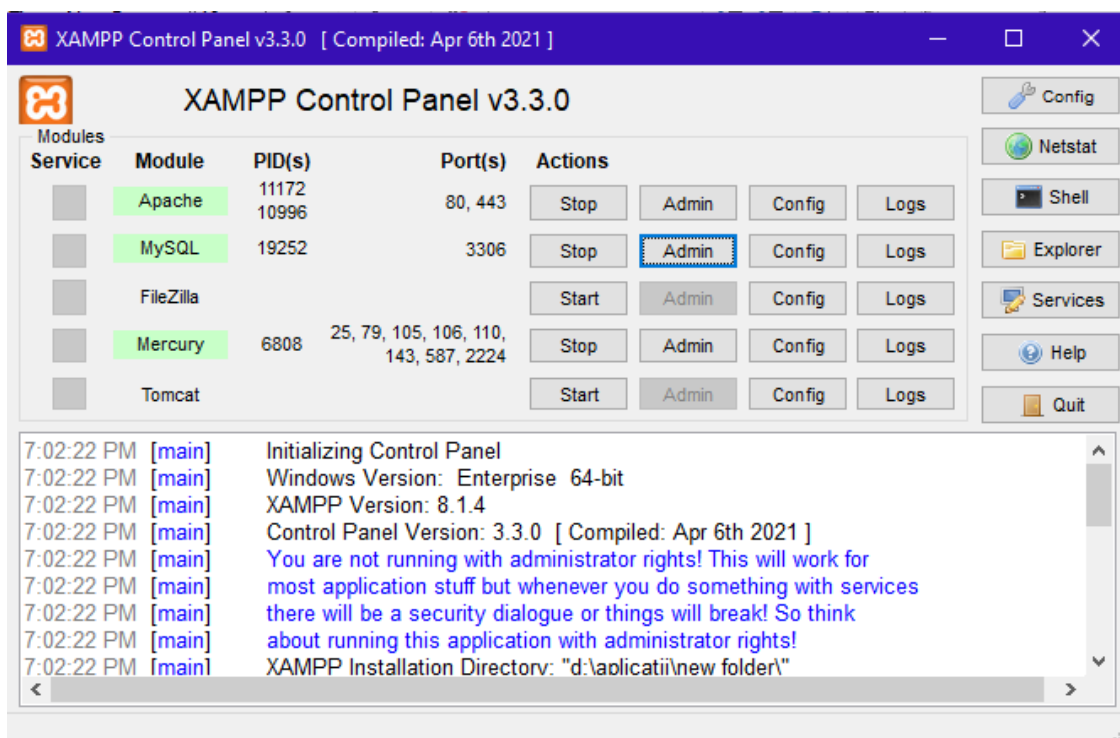 XAMPP Control Panel v3.3.0 [ Compiled: Apr 6th 2021 ]
XAMPP Control Panel v3.3.0
Config
Modules
Service Module PID(s) Port(s) Actions
Netstat
Apache 11172 10996 80, 443 Stop Admin Config Logs
Shell
MySQL 19252 3306 Stop Admin Config Logs
Explorer
FileZilla Start Admin Config Logs
Services
Mercury 6808 25, 79, 105, 106, 110, 143, 587, 2224 Stop Admin Config Logs
Help
Tomcat Start Admin Config Logs
Quit
7:02:22 PM [main] Initializing Control Panel
7:02:22 PM [main] Windows Version: Enterprise 64-bit
7:02:22 PM [main] XAMPP Version: 8.1.4
7:02:22 PM [main] Control Panel Version: 3.3.0 [ Compiled: Apr 6th 2021 ]
7:02:22 PM [main] You are not running with administrator rights! This will work for
7:02:22 PM [main] most application stuff but whenever you do something with services
7:02:22 PM [main] there will be a security dialogue or things will break! So think
7:02:22 PM [main] about running this application with administrator rights!
7:02:22 PM [main] XAMPP Installation Directory: "d:\aplicatii\new folder\"